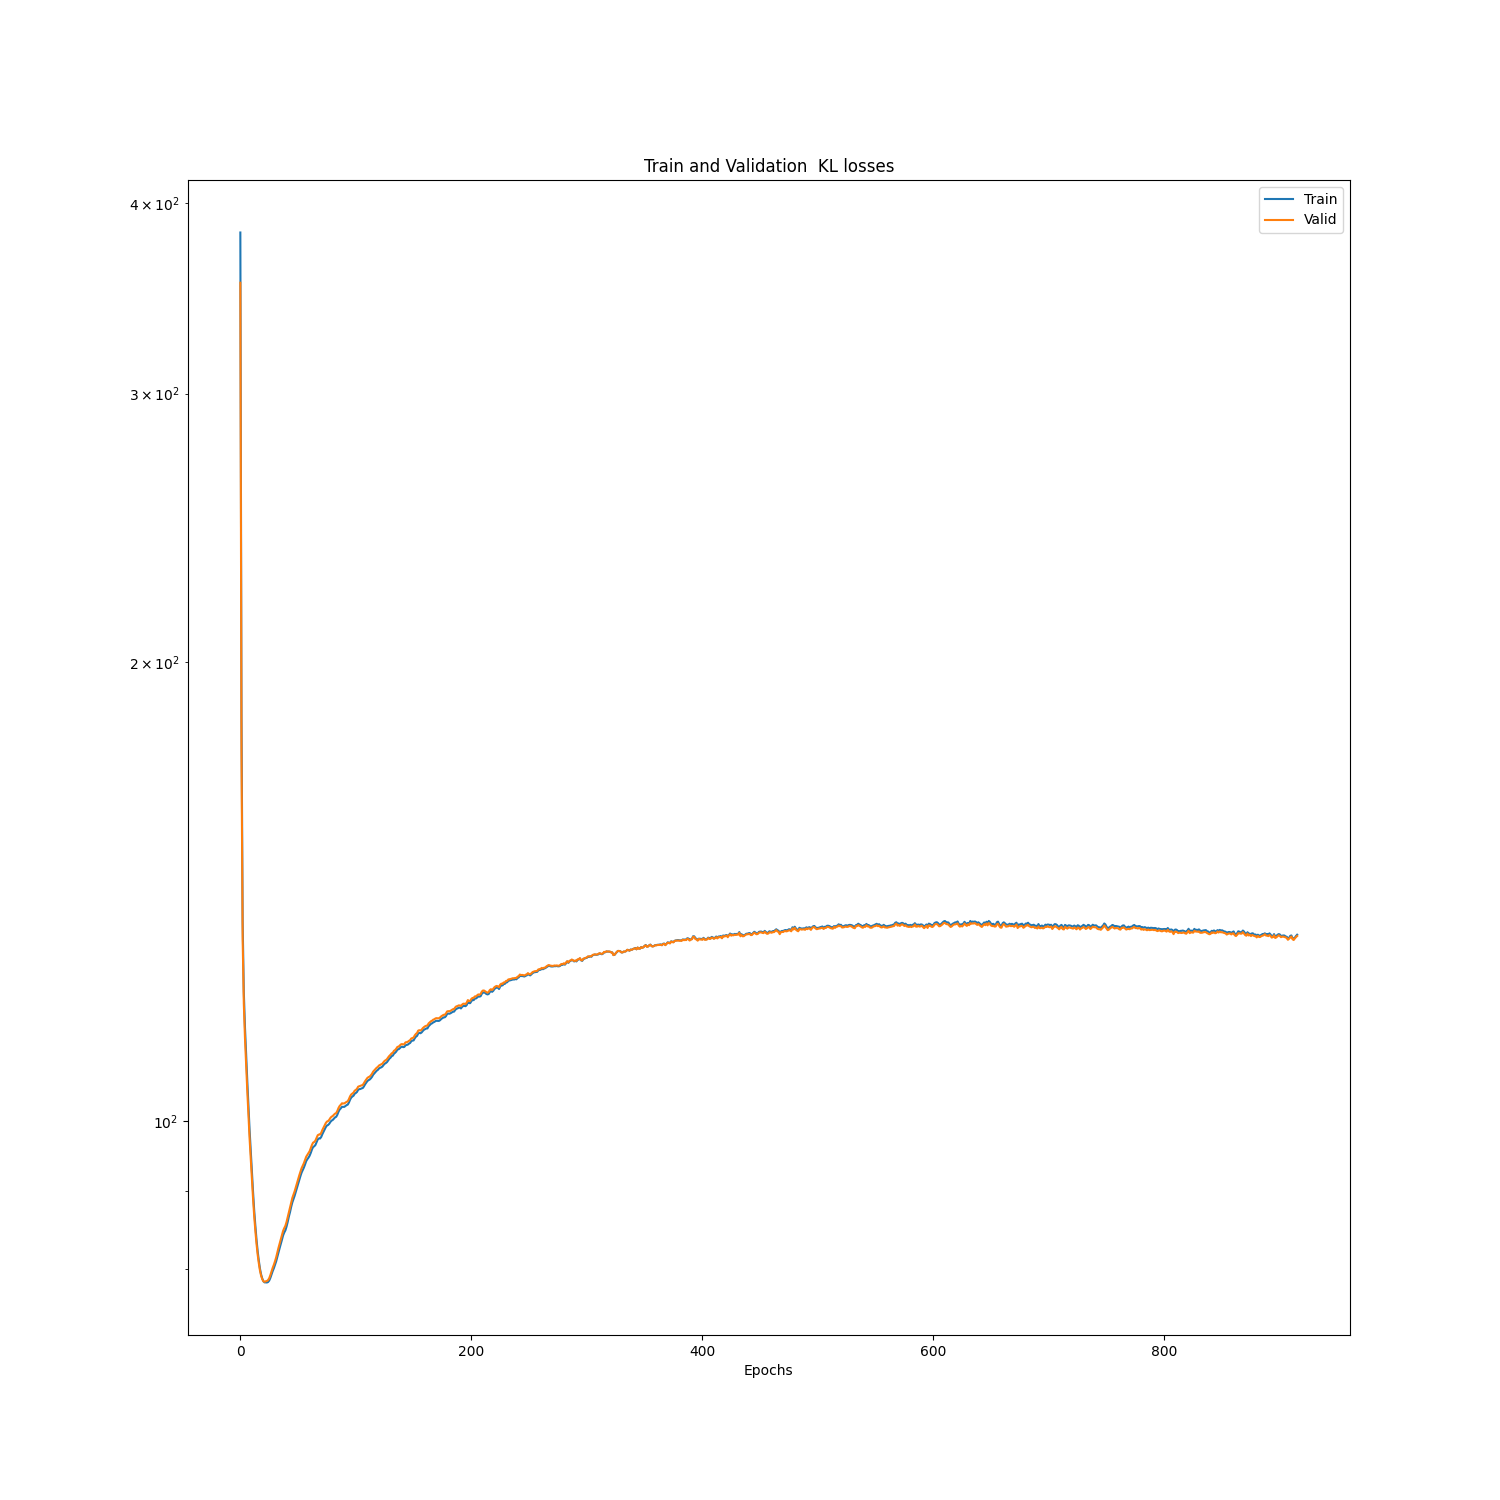 Train and Validation  KL losses
4 × 10²
3 × 10²
2 × 10²
10²
Train
Valid
0 200 400 600 800
Epochs